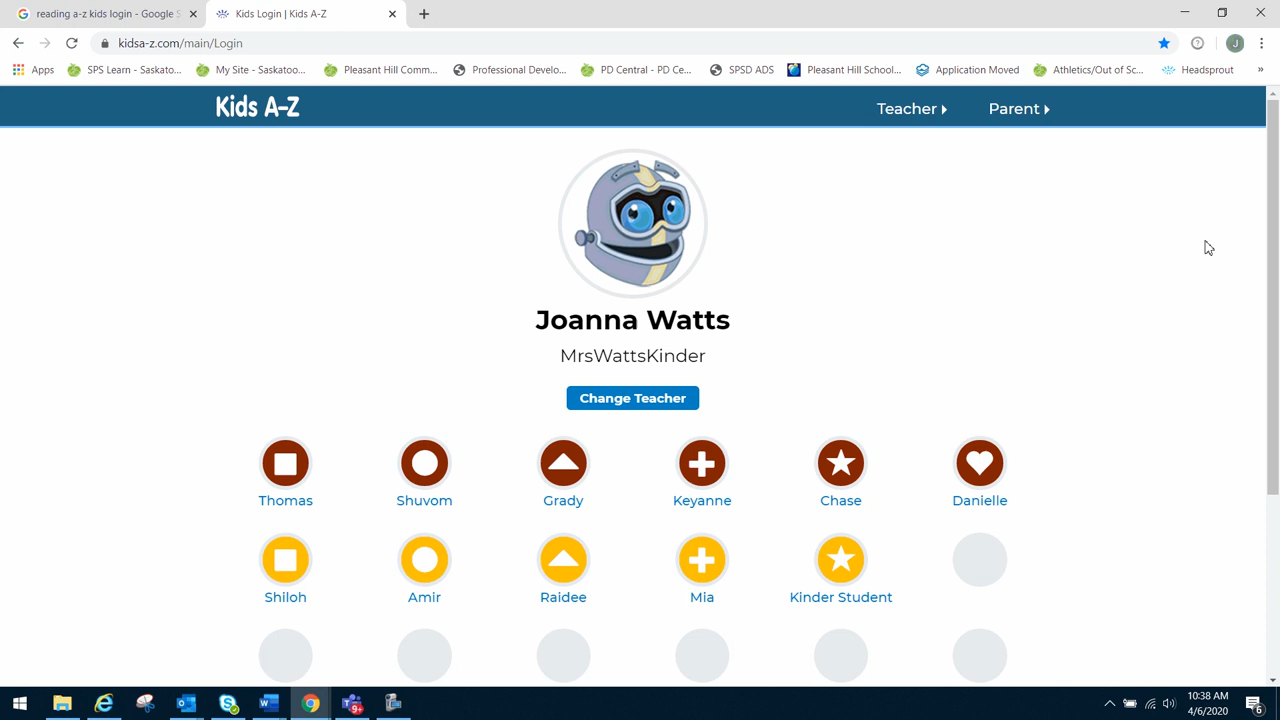 reading a-z kids login - Google S
Kids Login | Kids A-Z
kidsa-z.com/main/Login
J
Apps
SPS Learn - Saskatoo...
My Site - Saskatoo...
Pleasant Hill Comm...
Professional Develo...
PD Central - PD Ce...
SPSD ADS
Pleasant Hill School...
Application Moved
Athletics/Out of Sc...
Headsprout
»
Kids A-Z
Teacher
Parent
Joanna Watts
MrsWattsKinder
Change Teacher
Thomas
Shuvom
Grady
Keyanne
Chase
Danielle
Shiloh
Amir
Raidee
Mia
Kinder Student
9+
10:38 AM
4/6/2020
6